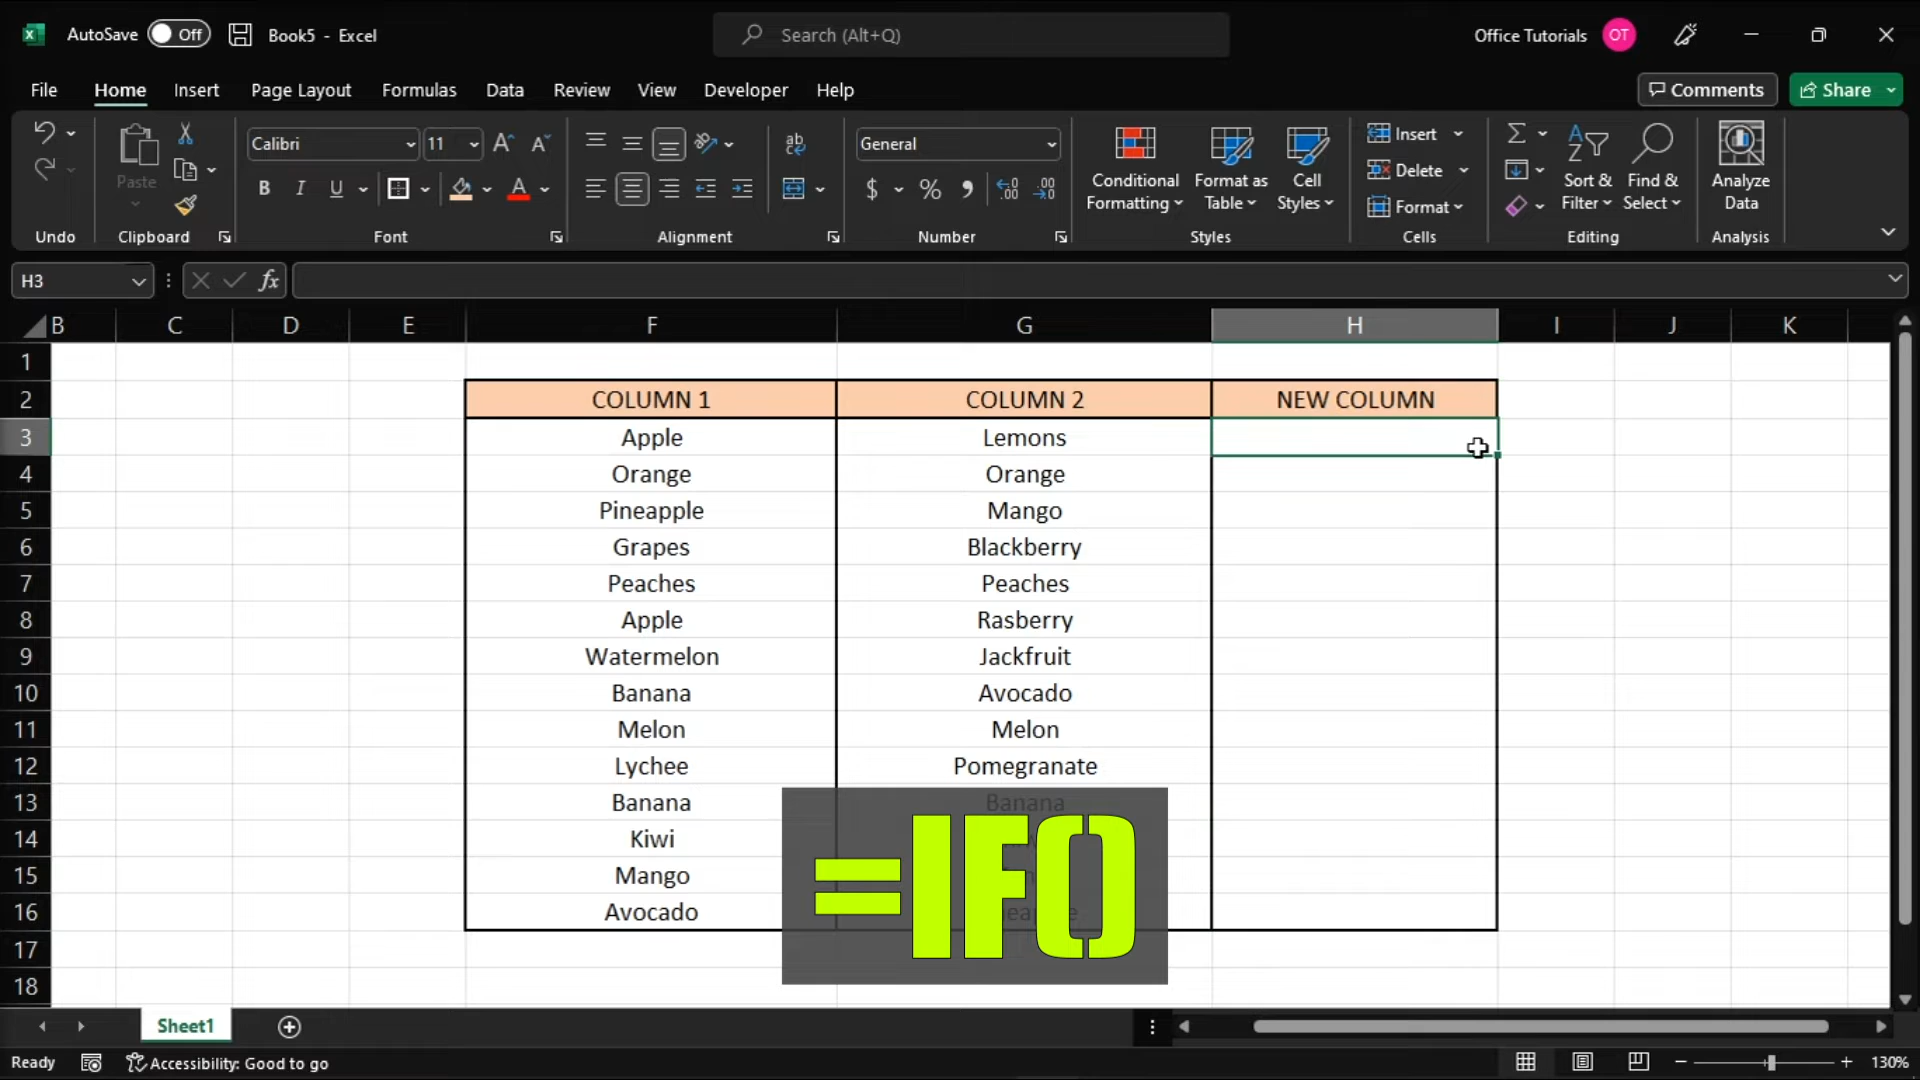 AutoSave Off Book5 - Excel Search (Alt+Q) Office Tutorials OT
File Home Insert Page Layout Formulas Data Review View Developer Help Comments Share
Paste Calibri 11 General Conditional Formatting Format as Table Cell Styles Insert Delete Format Sort & Filter Find & Select Analyze Data
Undo Clipboard Font Alignment Number Styles Cells Editing Analysis
H3 fx
B C D E F G H I J K
1
2 COLUMN 1 COLUMN 2 NEW COLUMN
3 Apple Lemons
4 Orange Orange
5 Pineapple Mango
6 Grapes Blackberry
7 Peaches Peaches
8 Apple Rasberry
9 Watermelon Jackfruit
10 Banana Avocado
11 Melon Melon
12 Lychee Pomegranate
13 Banana Banana
14 Kiwi
15 Mango
16 Avocado
=IF()
17
18
Sheet1
Ready Accessibility: Good to go 130%